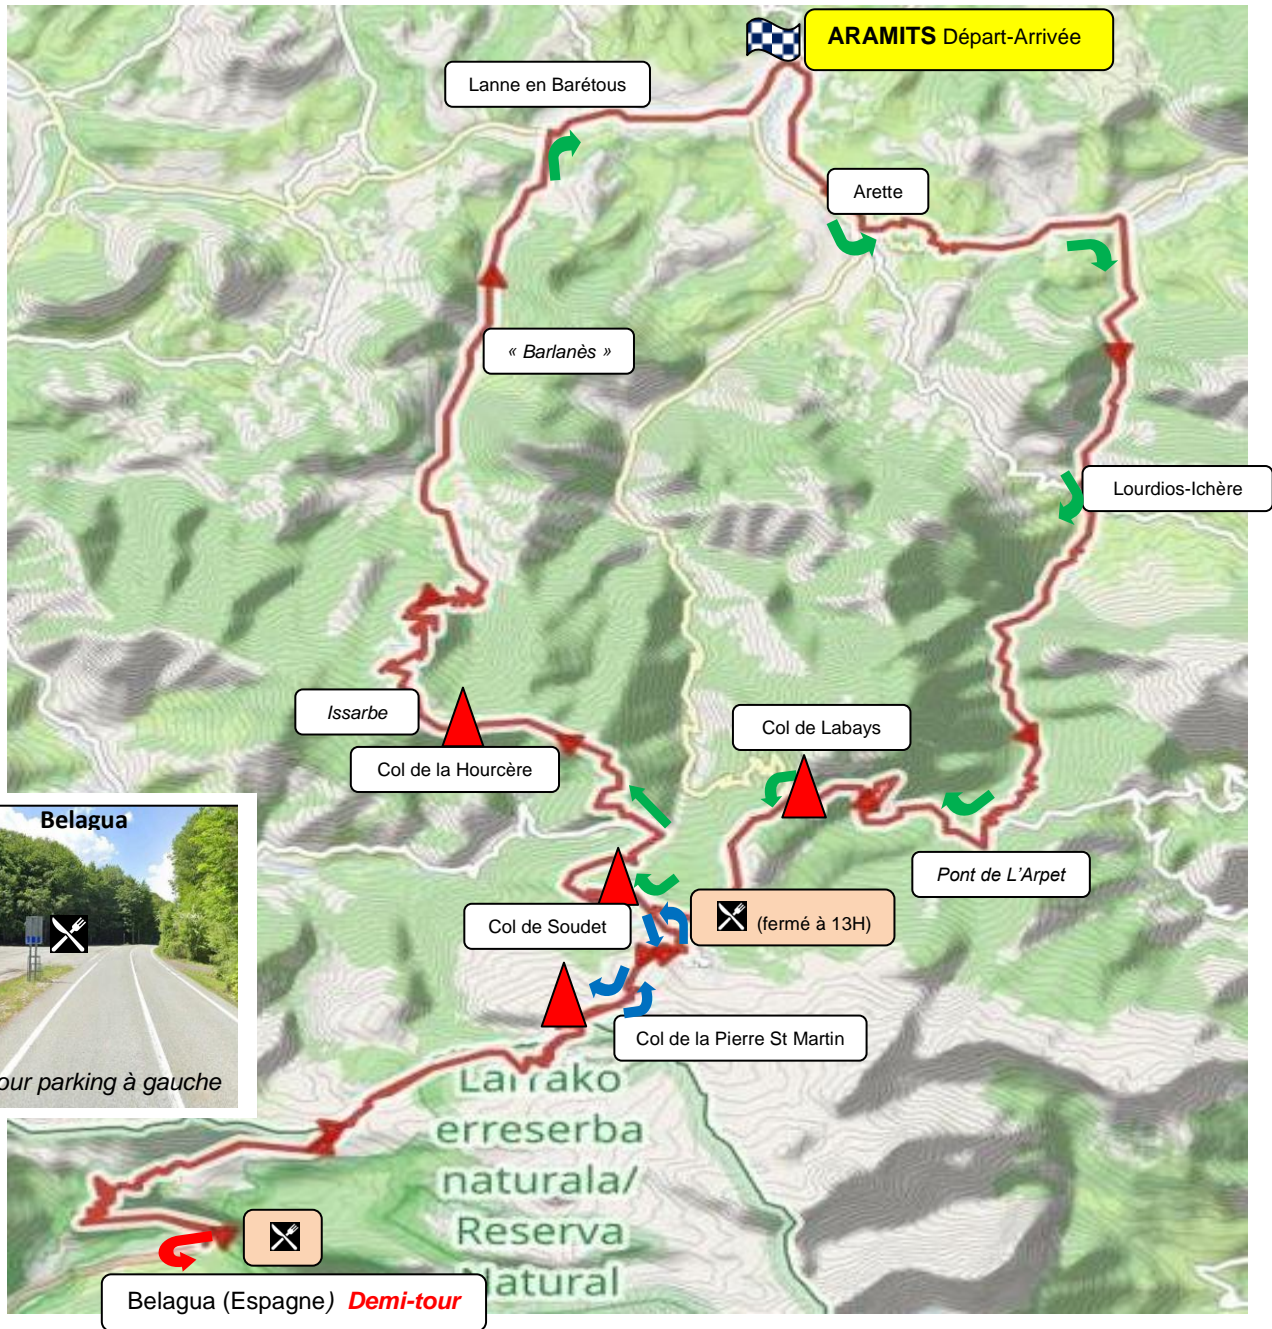 ARAMITS Départ-Arrivée
Lanne en Barétous
Arette
« Barlanès »
Lourdios-Ichère
Issarbe
Col de Labays
Col de la Hourcère
Belagua
Pont de L'Arpet
(fermé à 13H)
Col de Soudet
Col de la Pierre St Martin
our parking à gauche
Larrako
erreserba
naturala/
Reserva
Natural
Belagua (Espagne) Demi-tour